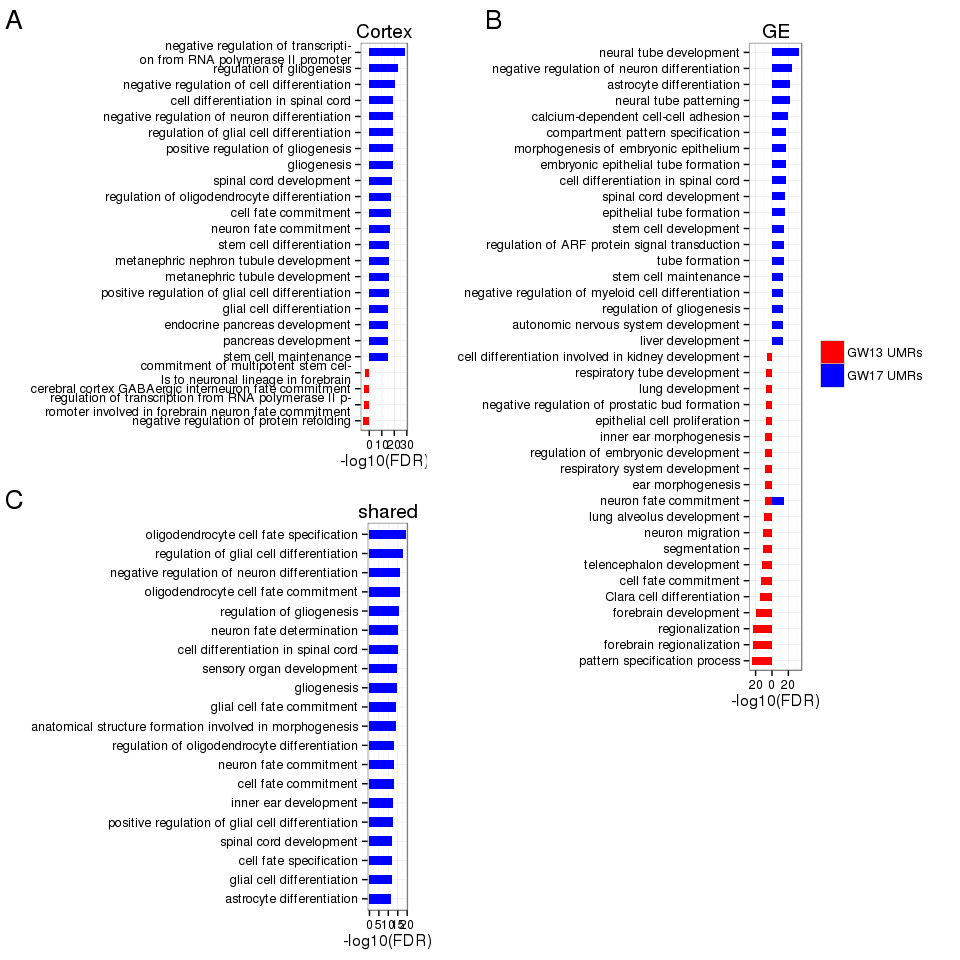 A
Cortex
negative regulation of transcripti-
on from RNA polymerase II promoter
regulation of gliogenesis
negative regulation of cell differentiation
cell differentiation in spinal cord
negative regulation of neuron differentiation
regulation of glial cell differentiation
positive regulation of gliogenesis
gliogenesis
spinal cord development
regulation of oligodendrocyte differentiation
cell fate commitment
neuron fate commitment
stem cell differentiation
metanephric nephron tubule development
metanephric tubule development
positive regulation of glial cell differentiation
glial cell differentiation
endocrine pancreas development
pancreas development
stem cell maintenance
commitment of multipotent stem cel-
ls to neuronal lineage in forebrain
cerebral cortex GABAergic interneuron fate commitment
regulation of transcription from RNA polymerase II p-
romoter involved in forebrain neuron fate commitment
negative regulation of protein refolding
0 10 20 30
-log10(FDR)
B
GE
neural tube development
negative regulation of neuron differentiation
astrocyte differentiation
neural tube patterning
calcium-dependent cell-cell adhesion
compartment pattern specification
morphogenesis of embryonic epithelium
embryonic epithelial tube formation
cell differentiation in spinal cord
spinal cord development
epithelial tube formation
stem cell development
regulation of ARF protein signal transduction
tube formation
stem cell maintenance
negative regulation of myeloid cell differentiation
regulation of gliogenesis
autonomic nervous system development
liver development
cell differentiation involved in kidney development
respiratory tube development
lung development
negative regulation of prostatic bud formation
epithelial cell proliferation
inner ear morphogenesis
regulation of embryonic development
respiratory system development
ear morphogenesis
neuron fate commitment
lung alveolus development
neuron migration
segmentation
telencephalon development
cell fate commitment
Clara cell differentiation
forebrain development
regionalization
forebrain regionalization
pattern specification process
20 0 20
-log10(FDR)
GW13 UMRs
GW17 UMRs
C
shared
oligodendrocyte cell fate specification
regulation of glial cell differentiation
negative regulation of neuron differentiation
oligodendrocyte cell fate commitment
regulation of gliogenesis
neuron fate determination
cell differentiation in spinal cord
sensory organ development
gliogenesis
glial cell fate commitment
anatomical structure formation involved in morphogenesis
regulation of oligodendrocyte differentiation
neuron fate commitment
cell fate commitment
inner ear development
positive regulation of glial cell differentiation
spinal cord development
cell fate specification
glial cell differentiation
astrocyte differentiation
0 5 10 15 20
-log10(FDR)